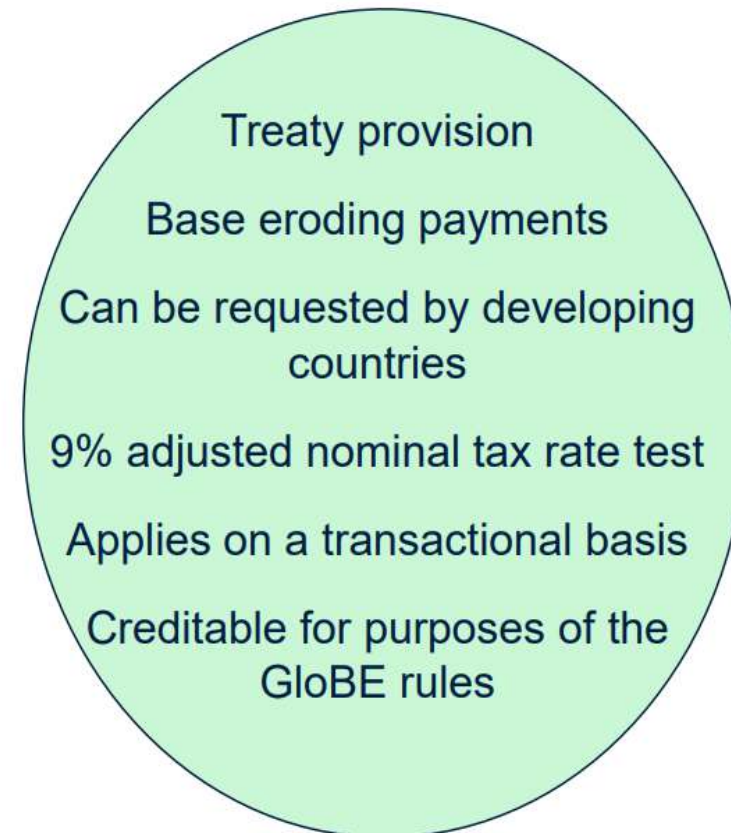 Treaty provision
Base eroding payments
Can be requested by developing
countries
9% adjusted nominal tax rate test
Applies on a transactional basis
Creditable for purposes of the
GloBE rules